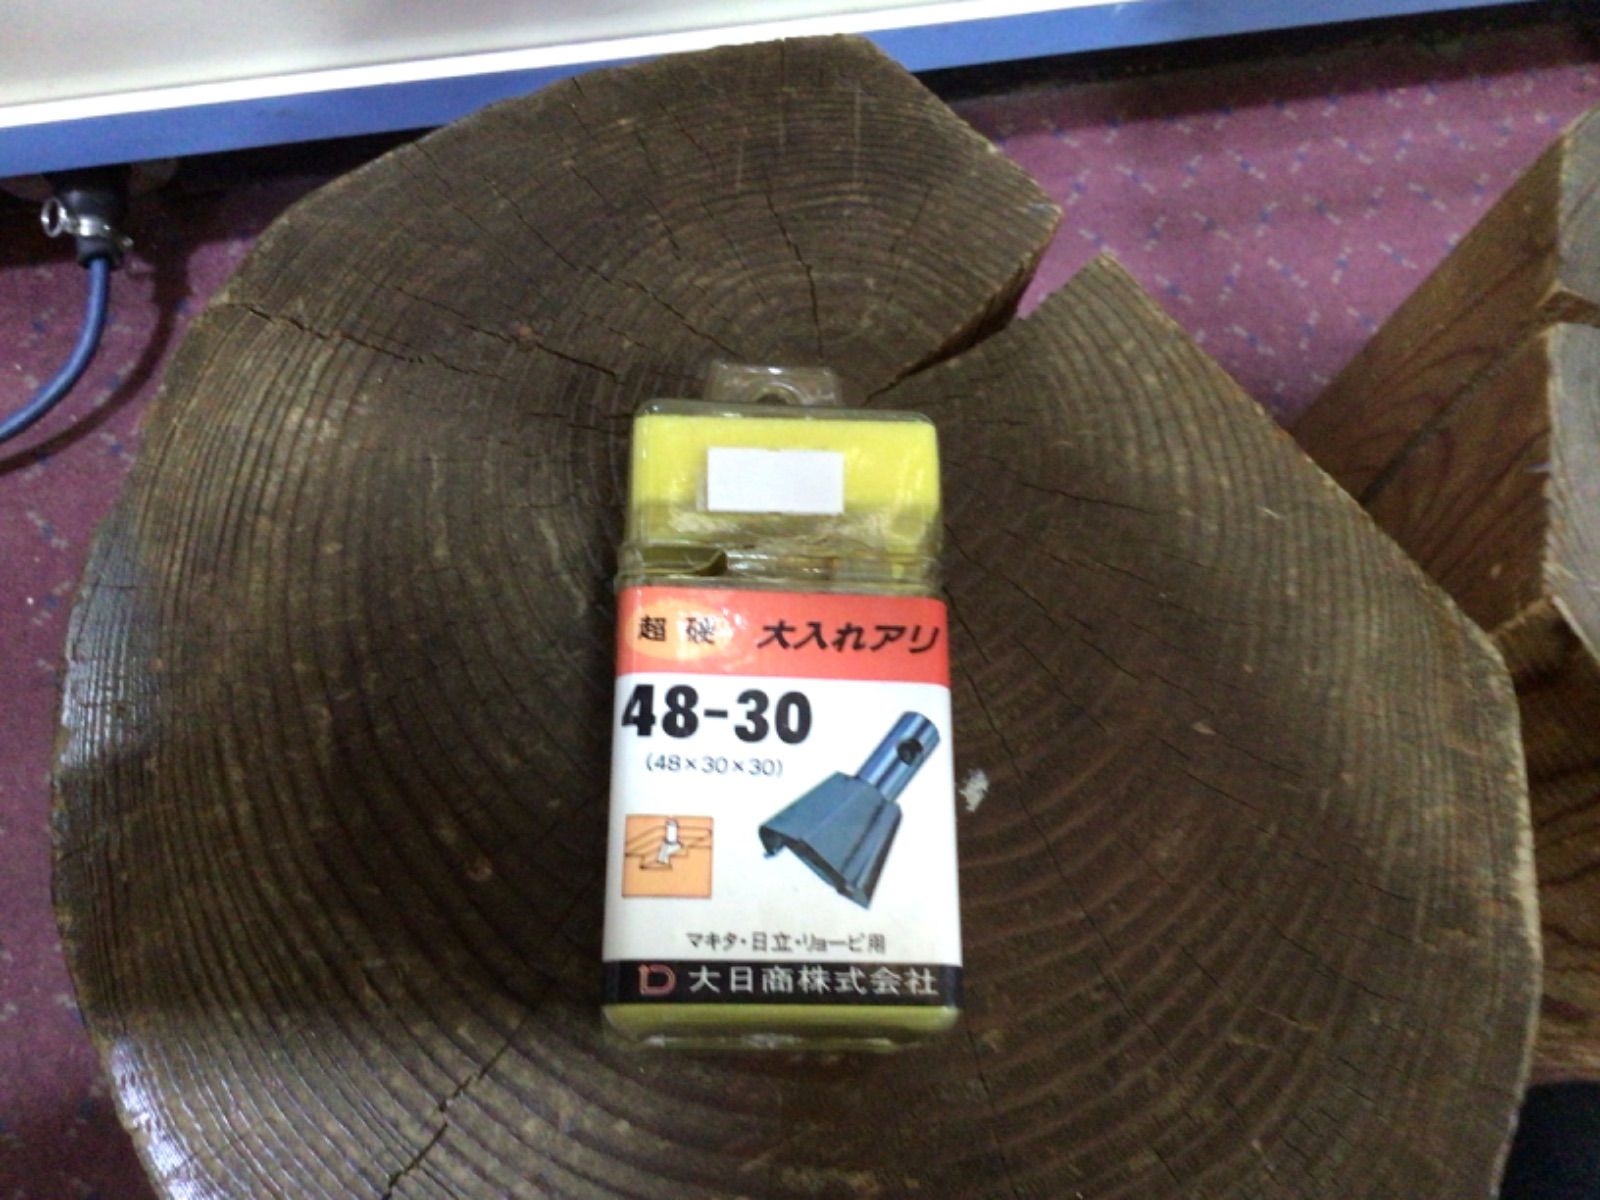 超硬 大入れアリ
48-30
(48×30×30)
マキタ・日立・リョービ用
大日商株式会社